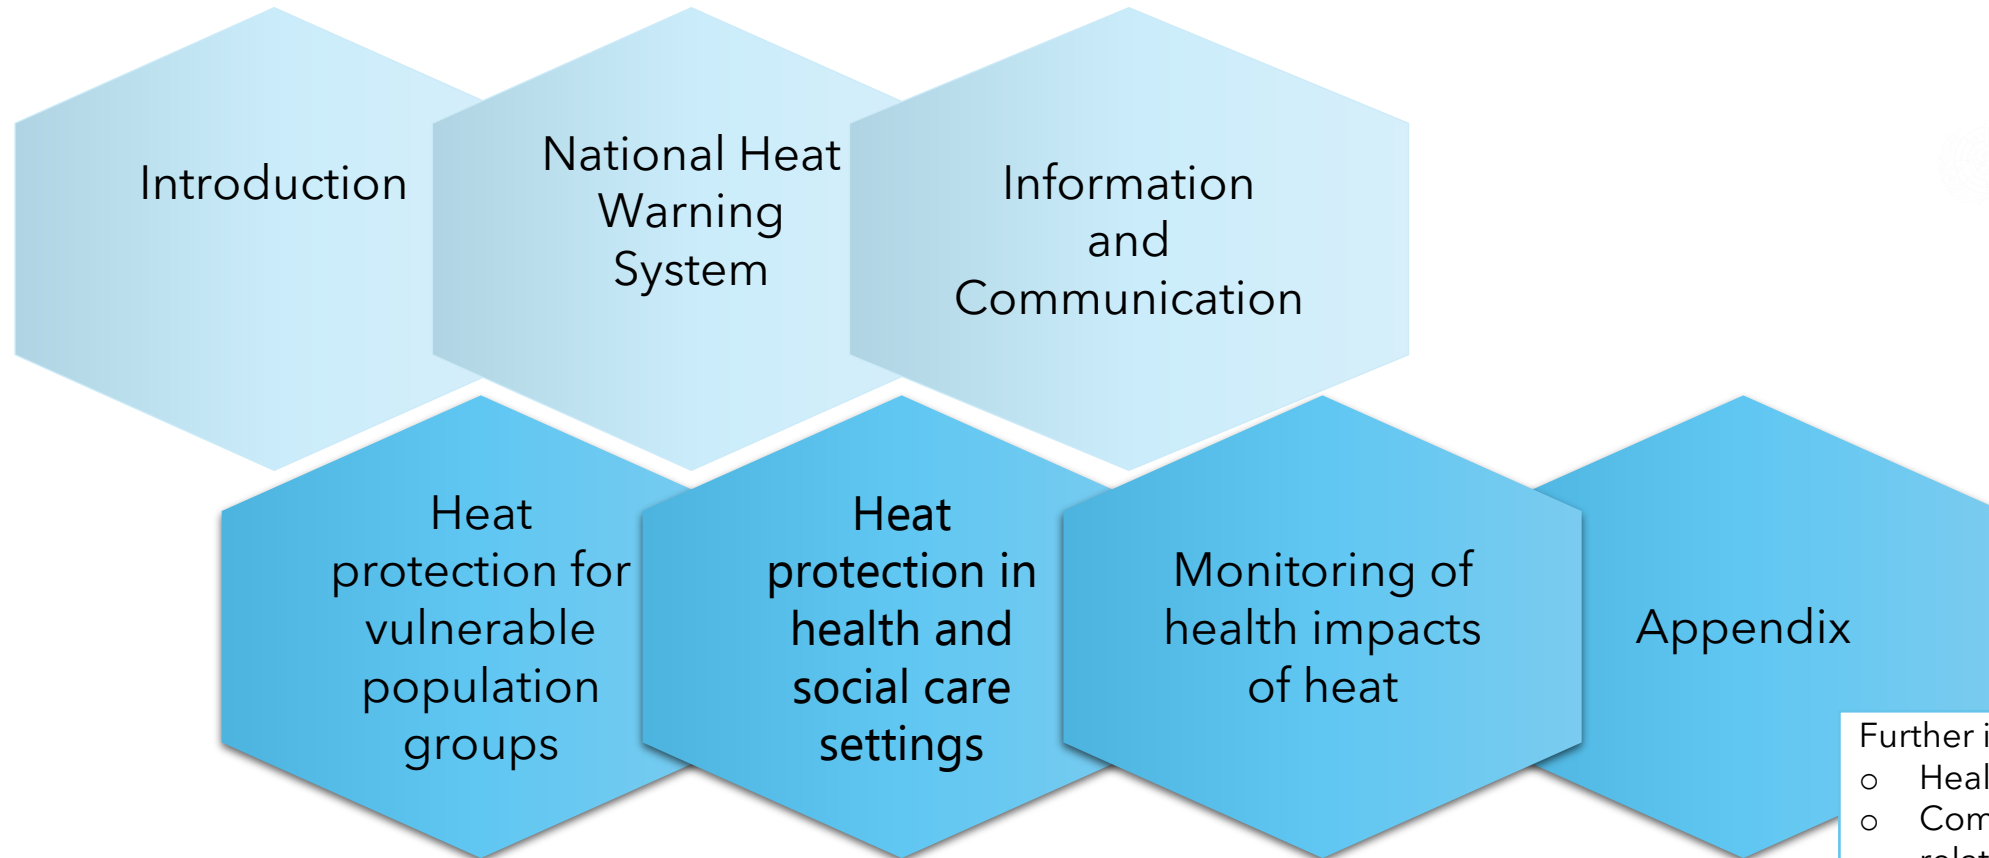 Introduction
National Heat
Warning
System
Information
and
Communication
Heat
protection for
vulnerable
population
groups
Heat
protection in
health and
social care
settings
Monitoring of
health impacts
of heat
Appendix
Further